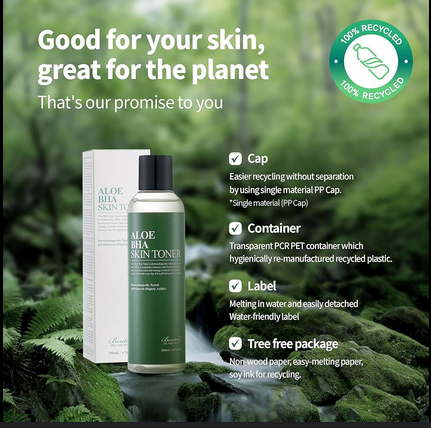 Good for your skin,
great for the planet
That's our promise to you
100% RECYCLED
100% RECYCLED
Cap
Easier recycling without separation
by using single material PP Cap.
*Single material (PP Cap)
Container
Transparent PCR PET container which
hygienically re-manufactured recycled plastic.
Label
Melting in water and easily detached
Water-friendly label
Tree free package
Non-wood paper, easy-melting paper,
soy ink for recycling.
ALOE
BHA
SKIN TO
ALOE
BHA
SKIN TONER
Benton
Benton